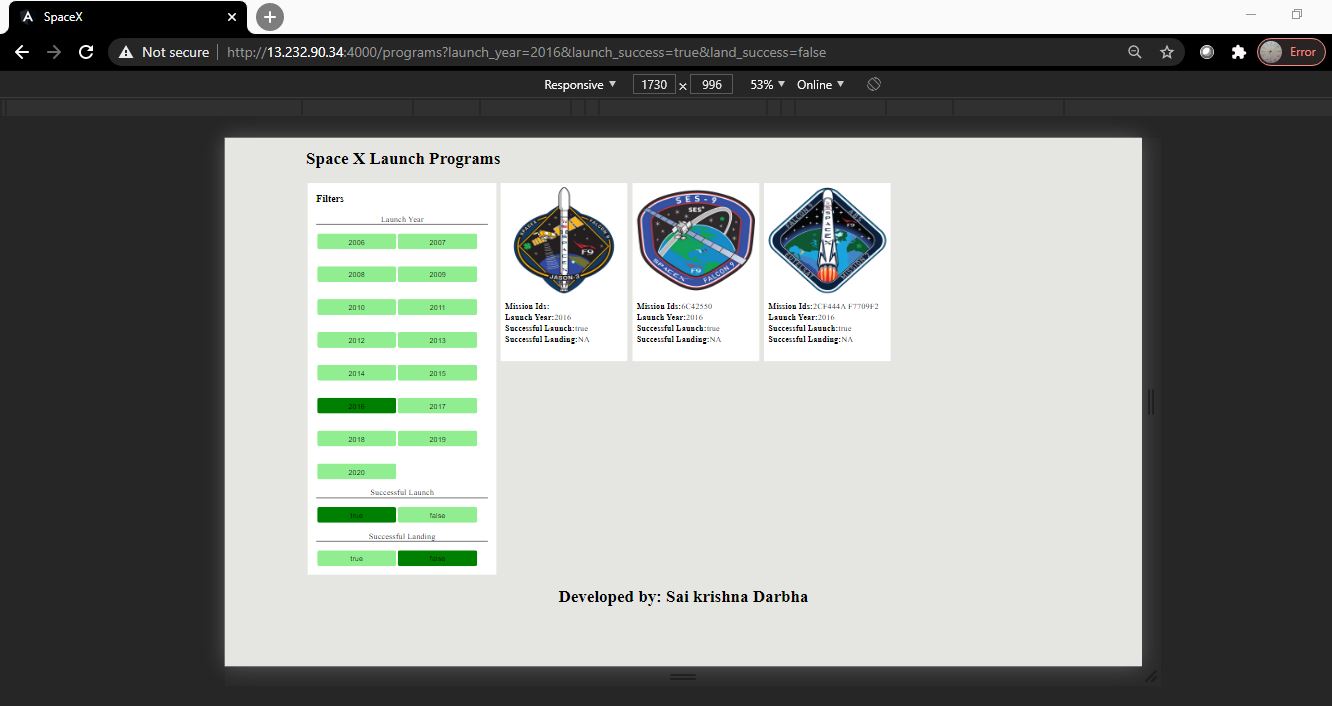 SpaceX
Not secure http://13.232.90.34:4000/programs?launch_year=2016&launch_success=true&land_success=false
Error
Responsive 1730 × 996 53% Online
Space X Launch Programs
Filters
Launch Year
2006 2007
2008 2009
2010 2011
2012 2013
2014 2015
2016 2017
2018 2019
2020
Successful Launch
true false
Successful Landing
true false
SPACEX FALCON 9
F9
JASON-3
Mission Ids:
Launch Year:2016
Successful Launch:true
Successful Landing:NA
SES-9
SES
F9
SPACEX FALCON 9
Mission Ids:6C42550
Launch Year:2016
Successful Launch:true
Successful Landing:NA
FALCON 9
SPACEX
F9
Mission Ids:2CF444A F7709F2
Launch Year:2016
Successful Launch:true
Successful Landing:NA
Developed by: Sai krishna Darbha